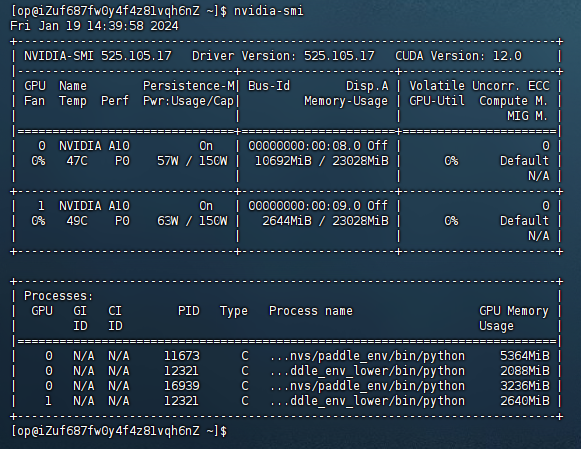 [op@iZuf687fw0y4f4z8lvqh6nZ ~]$ nvidia-smi
Fri Jan 19 14:39:58 2024
+-----------------------------------------------------------------------------+
| NVIDIA-SMI 525.105.17   Driver Version: 525.105.17   CUDA Version: 12.0     |
|-------------------------------+----------------------+----------------------+
| GPU  Name        Persistence-M| Bus-Id        Disp.A | Volatile Uncorr. ECC |
| Fan  Temp  Perf  Pwr:Usage/Cap|         Memory-Usage | GPU-Util  Compute M. |
|                               |                      |               MIG M. |
|===============================+======================+======================|
|   0  NVIDIA A10          On   | 00000000:00:08.0 Off |                    0 |
|  0%   47C    P0    57W / 150W |  10692MiB / 23028MiB |      0%      Default |
|                               |                      |                  N/A |
+-------------------------------+----------------------+----------------------+
|   1  NVIDIA A10          On   | 00000000:00:09.0 Off |                    0 |
|  0%   49C    P0    63W / 150W |   2644MiB / 23028MiB |      0%      Default |
|                               |                      |                  N/A |
+-------------------------------+----------------------+----------------------+

+-----------------------------------------------------------------------------+
| Processes:                                                                  |
|  GPU   GI   CI        PID   Type   Process name                  GPU Memory |
|        ID   ID                                                   Usage      |
|=============================================================================|
|    0   N/A  N/A     11673      C   ...nvs/paddle_env/bin/python     5364MiB |
|    0   N/A  N/A     12321      C   ...ddle_env_lower/bin/python     2088MiB |
|    0   N/A  N/A     16939      C   ...nvs/paddle_env/bin/python     3236MiB |
|    1   N/A  N/A     12321      C   ...ddle_env_lower/bin/python     2640MiB |
+-----------------------------------------------------------------------------+
[op@iZuf687fw0y4f4z8lvqh6nZ ~]$